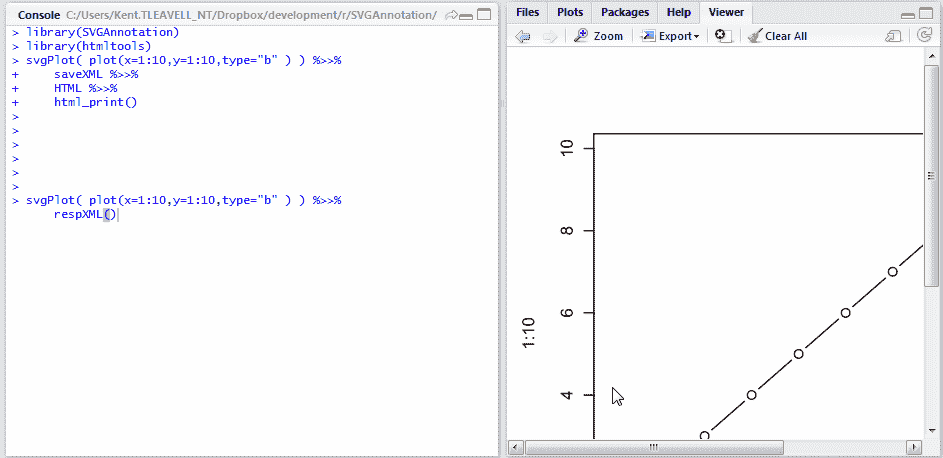 Console C:/Users/Kent.TLEAVELL_NT/Dropbox/development/r/SVGAnnotation/
> library(SVGAnnotation)
> library(htmltools)
> svgPlot( plot(x=1:10,y=1:10,type="b" ) ) %>>%
+     saveXML %>>%
+     HTML %>>%
+     html_print()
>
>
>
>
>
>
> svgPlot( plot(x=1:10,y=1:10,type="b" ) ) %>>%
      respXML()
Files Plots Packages Help Viewer
Zoom Export Clear All
10
8
6
4
1:10